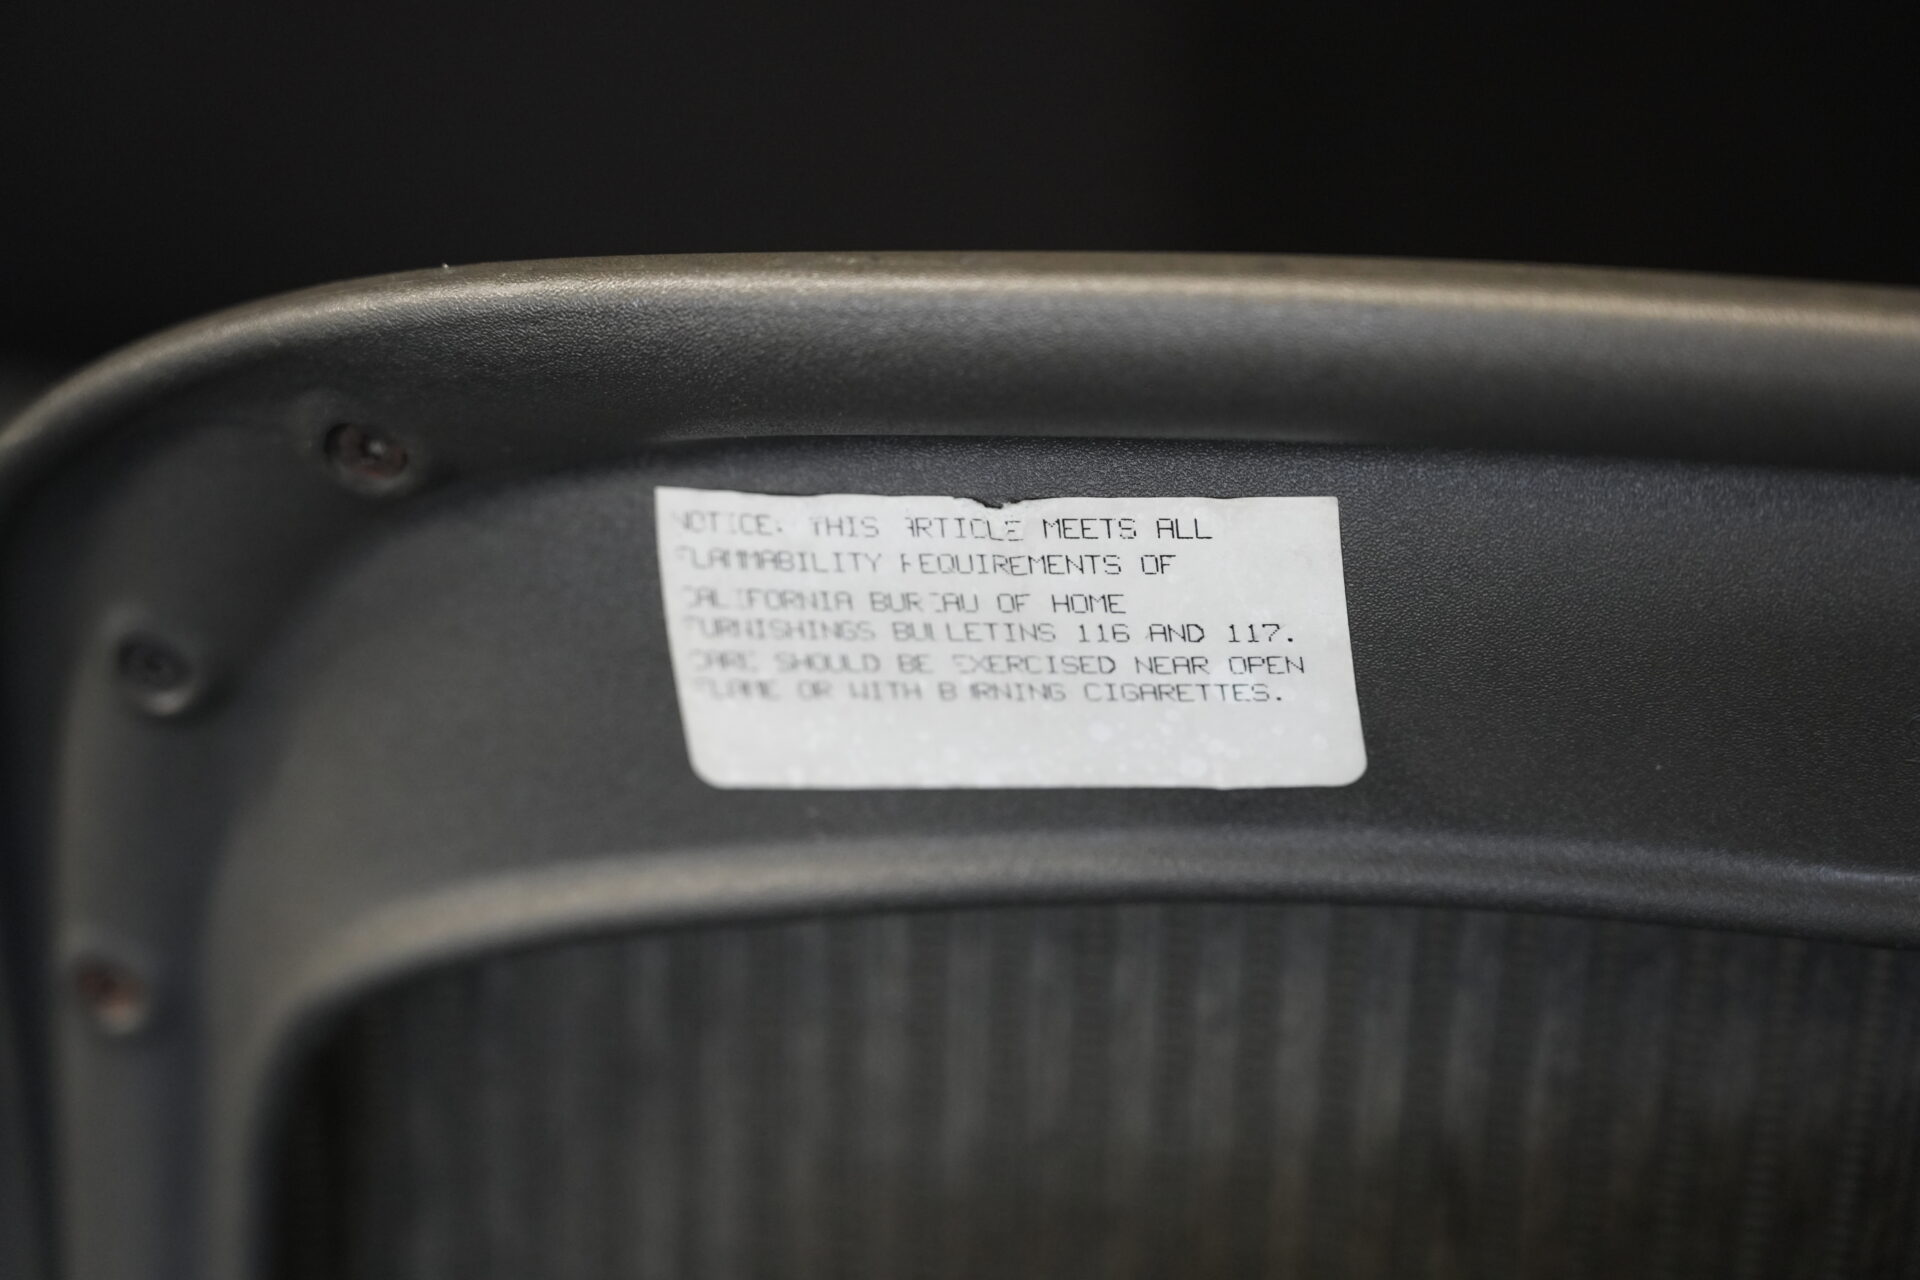 NOTICE: THIS ARTICLE MEETS ALL
FLAMMABILITY REQUIREMENTS OF
CALIFORNIA BUREAU OF HOME
FURNISHINGS BULLETINS 116 AND 117.
CARE SHOULD BE EXERCISED NEAR OPEN
FLAME OR WITH BURNING CIGARETTES.